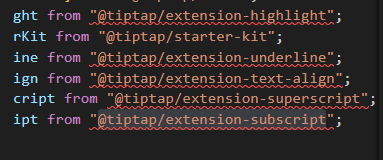 ght from "@tiptap/extension-highlight";
rKit from "@tiptap/starter-kit";
ine from "@tiptap/extension-underline";
ign from "@tiptap/extension-text-align";
cript from "@tiptap/extension-superscript";
ipt from "@tiptap/extension-subscript";